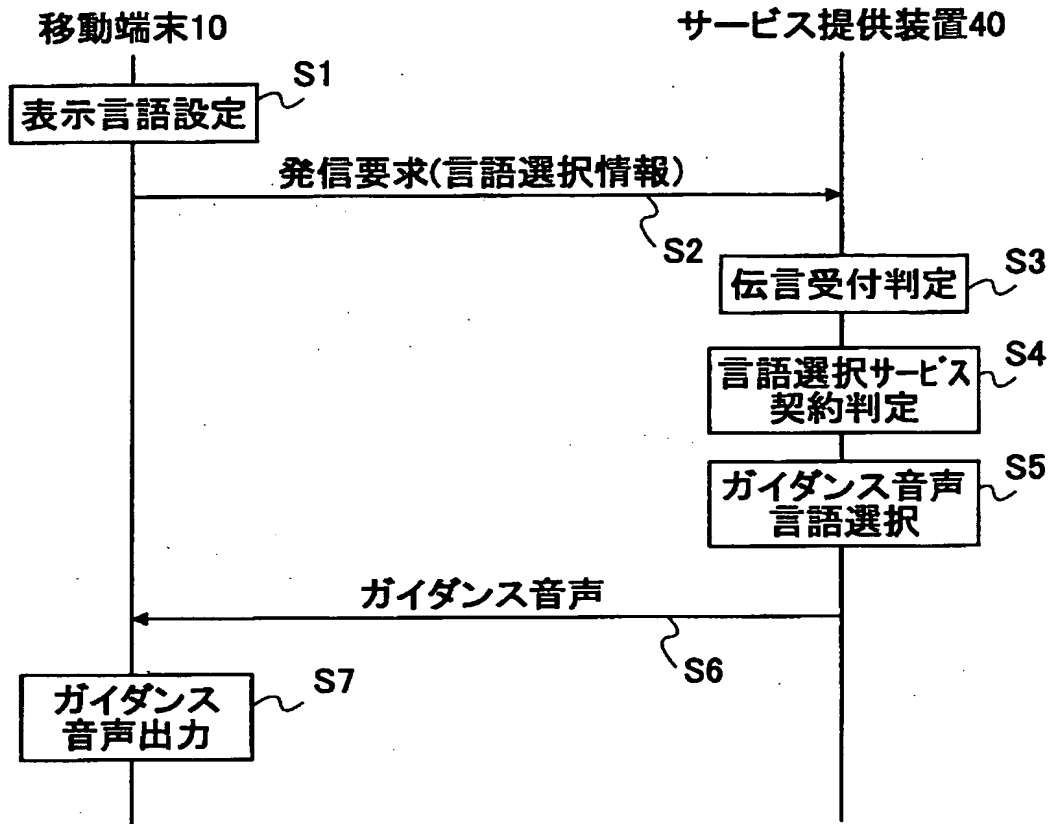 移動端末10
サービス提供装置40
S1
表示言語設定
発信要求(言語選択情報)
S2
S3
伝言受付判定
S4
言語選択サービス
契約判定
S5
ガイダンス音声
言語選択
ガイダンス音声
S6
S7
ガイダンス
音声出力